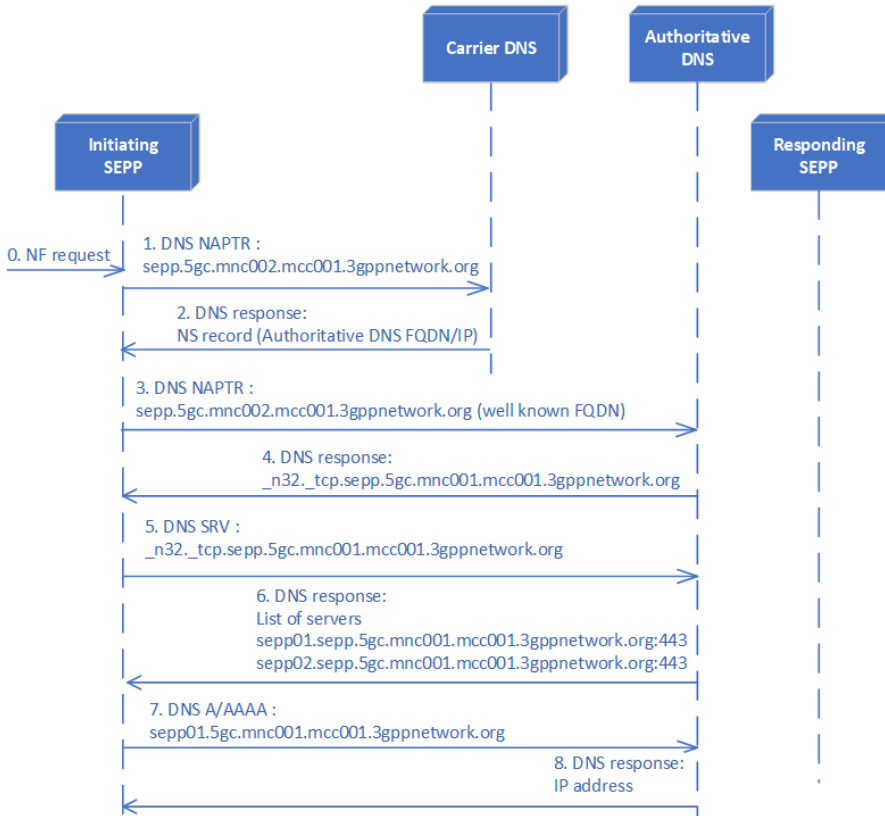 Carrier DNS
Authoritative
DNS
Initiating
SEPP
Responding
SEPP
0. NF request
1. DNS NAPTR :
sepp.5gc.mnc002.mcc001.3gppnetwork.org
2. DNS response:
NS record (Authoritative DNS FQDN/IP)
3. DNS NAPTR :
sepp.5gc.mnc002.mcc001.3gppnetwork.org (well known FQDN)
4. DNS response:
_n32._tcp.sepp.5gc.mnc001.mcc001.3gppnetwork.org
5. DNS SRV :
_n32._tcp.sepp.5gc.mnc001.mcc001.3gppnetwork.org
6. DNS response:
List of servers
sepp01.sepp.5gc.mnc001.mcc001.3gppnetwork.org:443
sepp02.sepp.5gc.mnc001.mcc001.3gppnetwork.org:443
7. DNS A/AAAA :
sepp01.5gc.mnc001.mcc001.3gppnetwork.org
8. DNS response:
IP address